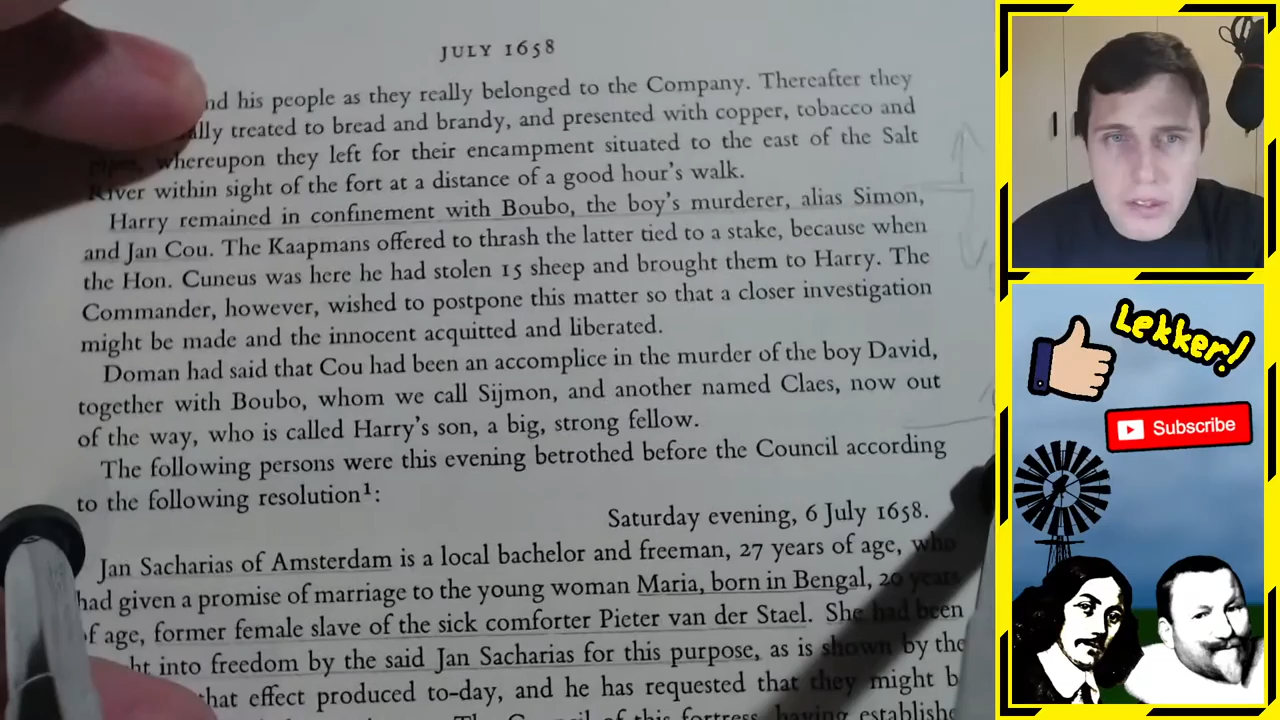 JULY 1658
nd his people as they really belonged to the Company. Thereafter they
ally treated to bread and brandy, and presented with copper, tobacco and
whereupon they left for their encampment situated to the east of the Salt
River within sight of the fort at a distance of a good hour's walk.
Harry remained in confinement with Boubo, the boy's murderer, alias Simon,
and Jan Cou. The Kaapmans offered to thrash the latter tied to a stake, because when
the Hon. Cuneus was here he had stolen 15 sheep and brought them to Harry. The
Commander, however, wished to postpone this matter so that a closer investigation
might be made and the innocent acquitted and liberated.
Doman had said that Cou had been an accomplice in the murder of the boy David,
together with Boubo, whom we call Sijmon, and another named Claes, now out
of the way, who is called Harry's son, a big, strong fellow.
The following persons were this evening betrothed before the Council according
to the following resolution¹:
Saturday evening, 6 July 1658.
Jan Sacharias of Amsterdam is a local bachelor and freeman, 27 years of age, who
had given a promise of marriage to the young woman Maria, born in Bengal, 20 years
of age, former female slave of the sick comforter Pieter van der Stael. She had been
ht into freedom by the said Jan Sacharias for this purpose, as is shown by the
that effect produced to-day, and he has requested that they might b
of this fortress, having establishe
Lekker!
Subscribe